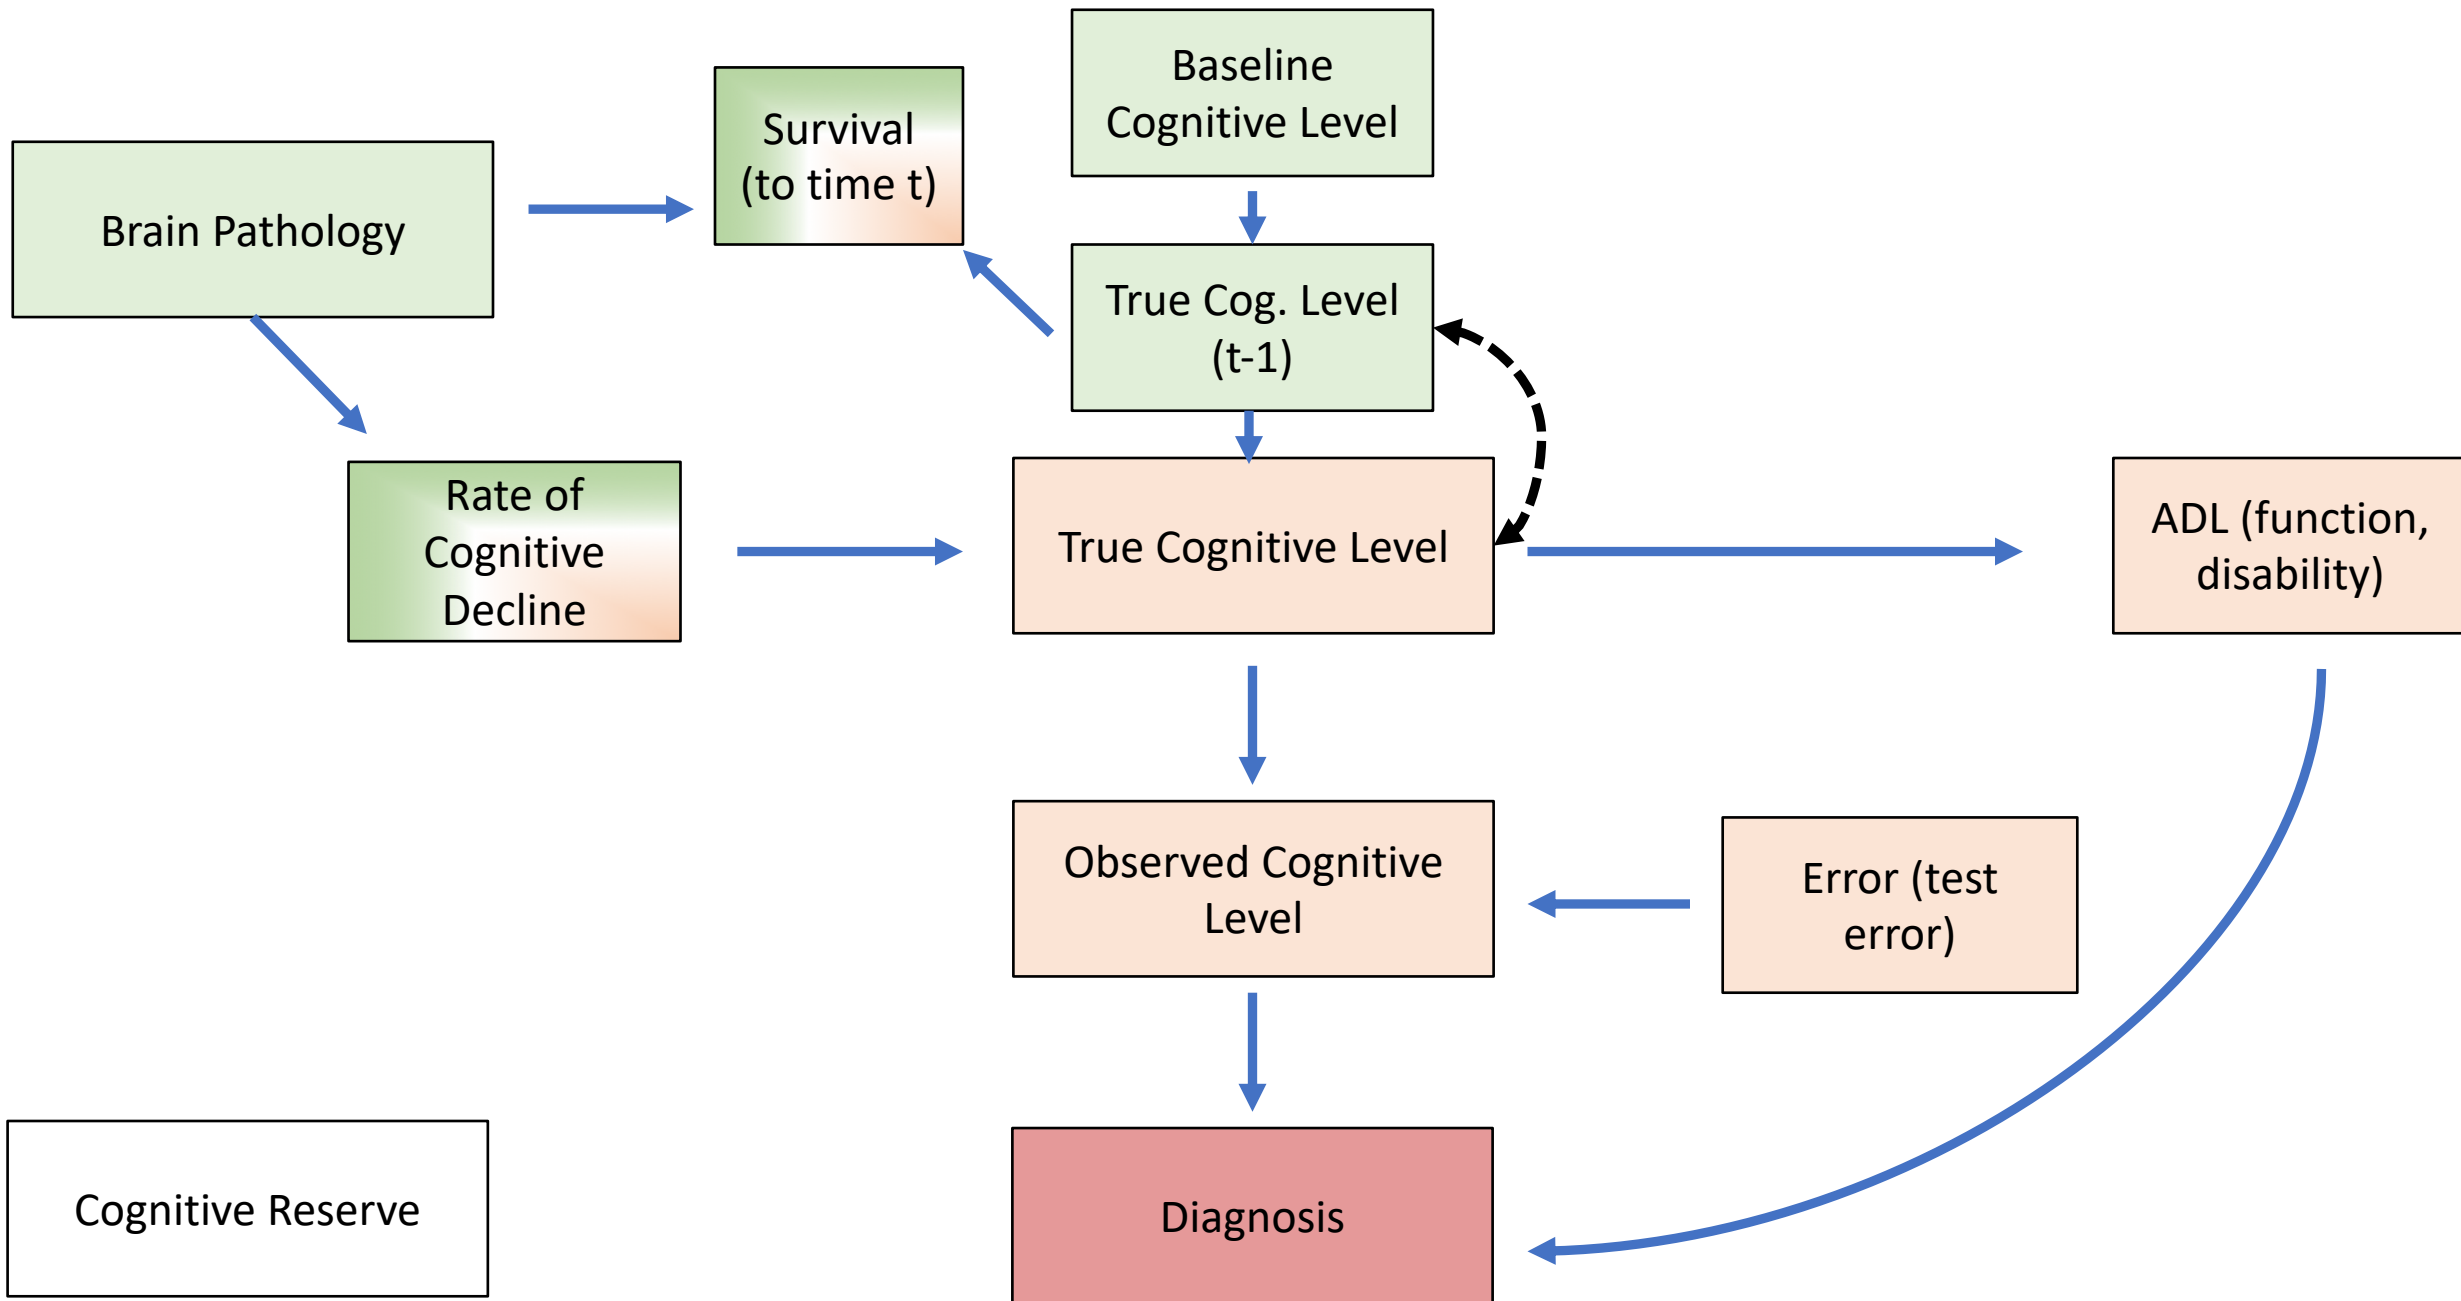 Baseline
Cognitive Level
Survival
(to time t)
Brain Pathology
True Cog. Level
(t-1)
Rate of
Cognitive
Decline
True Cognitive Level
ADL (function,
disability)
Observed Cognitive
Level
Error (test
error)
Cognitive Reserve
Diagnosis